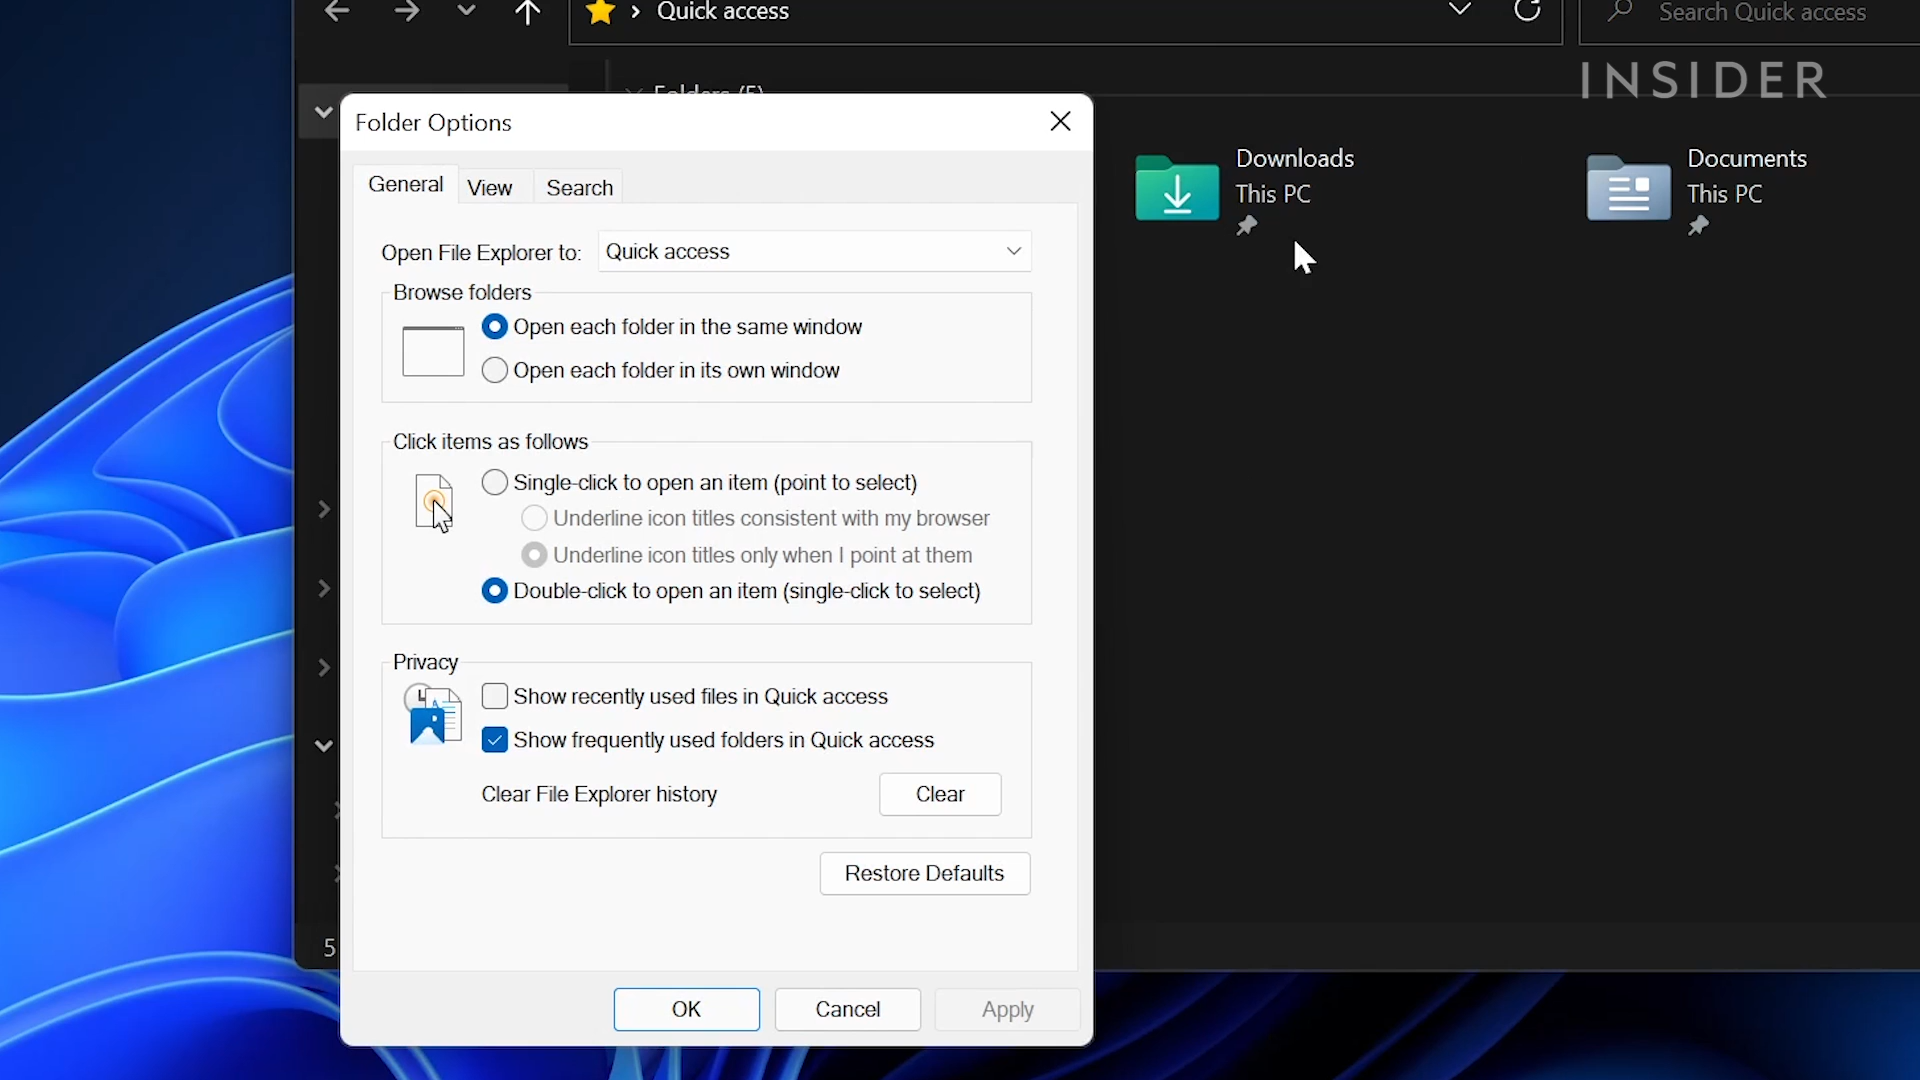 Quick access
Search Quick access
INSIDER
Folders (5)
Folder Options
General
View
Search
Downloads
This PC
Documents
This PC
Open File Explorer to:
Quick access
Browse folders
Open each folder in the same window
Open each folder in its own window
Click items as follows
Single-click to open an item (point to select)
Underline icon titles consistent with my browser
Underline icon titles only when I point at them
Double-click to open an item (single-click to select)
Privacy
Show recently used files in Quick access
Show frequently used folders in Quick access
Clear File Explorer history
Clear
Restore Defaults
5
OK
Cancel
Apply